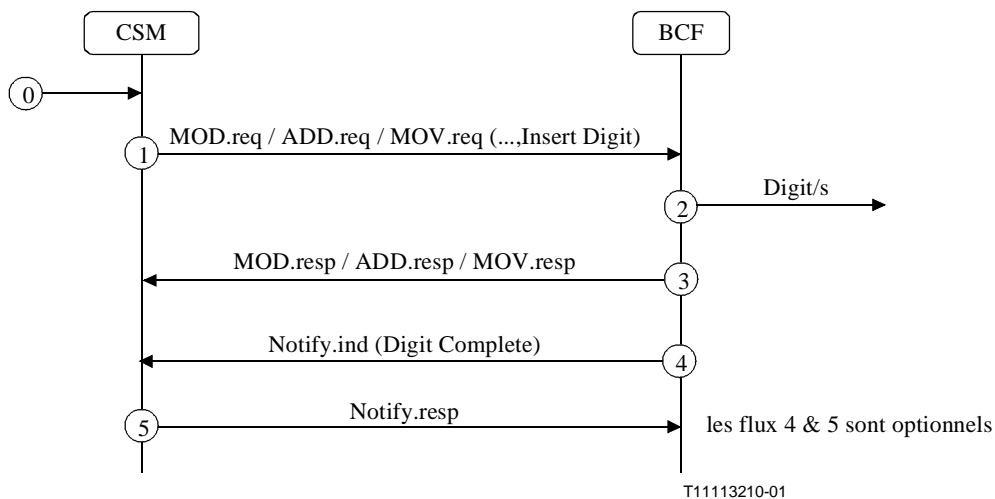 CSM
BCF
0
MOD.req / ADD.req / MOV.req (...,Insert Digit)
1
Digit/s
2
MOD.resp / ADD.resp / MOV.resp
3
Notify.ind (Digit Complete)
4
Notify.resp
5
les flux 4 & 5 sont optionnels
T11113210-01